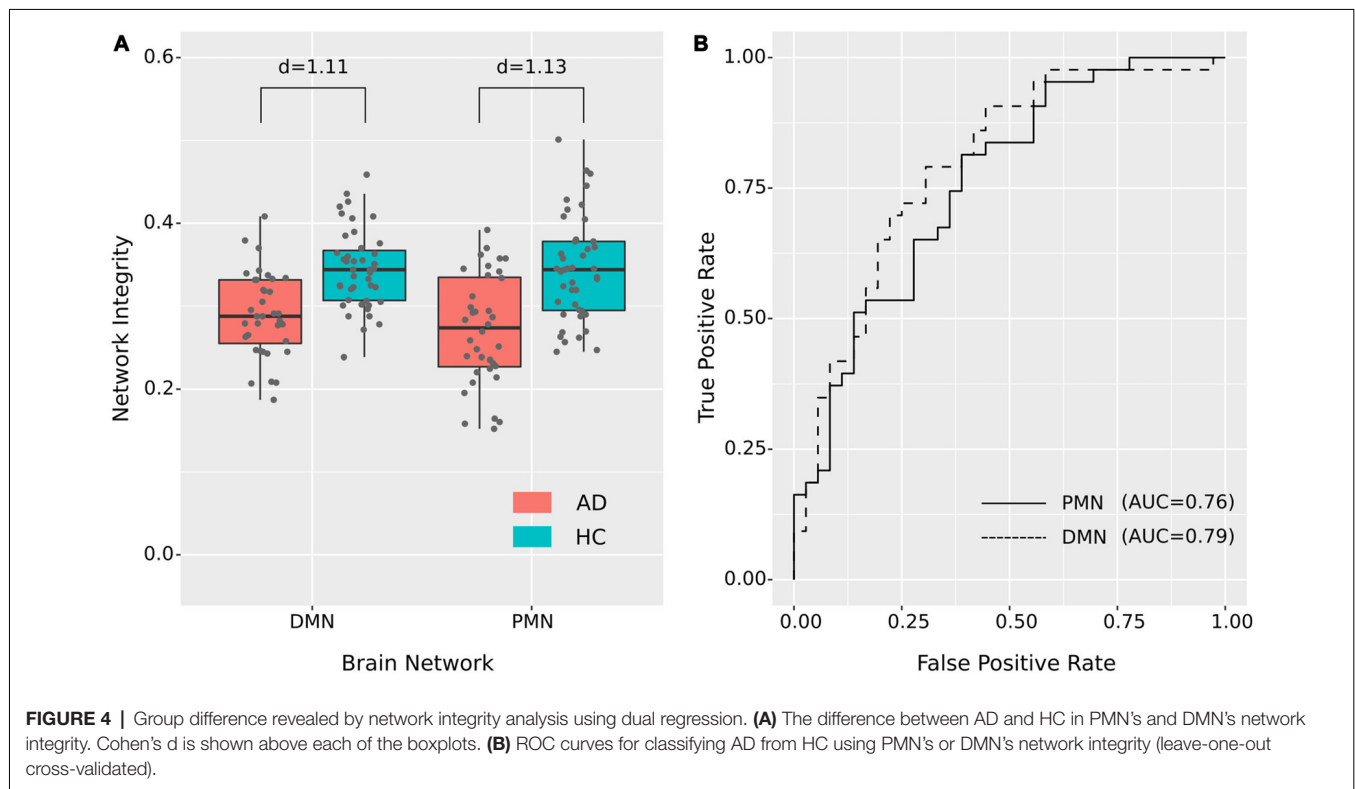 A
B
d=1.11
d=1.13
0.6
0.4
0.2
0.0
Network Integrity
AD
HC
DMN
PMN
Brain Network
1.00
0.75
0.50
0.25
0.00
True Positive Rate
PMN (AUC=0.76)
DMN (AUC=0.79)
0.00
0.25
0.50
0.75
1.00
False Positive Rate
FIGURE 4 | Group difference revealed by network integrity analysis using dual regression. (A) The difference between AD and HC in PMN's and DMN's network
integrity. Cohen's d is shown above each of the boxplots. (B) ROC curves for classifying AD from HC using PMN's or DMN's network integrity (leave-one-out
cross-validated).